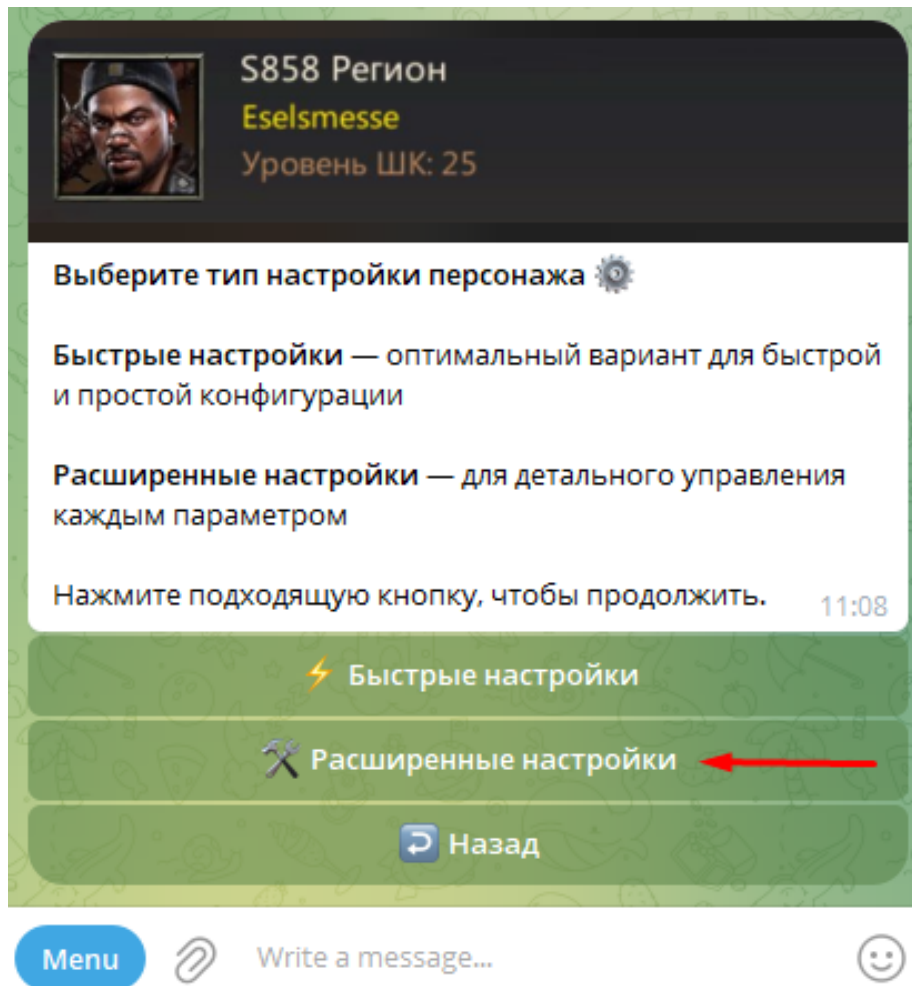 S858 Регион
Eselsmesse
Уровень ШК: 25
Выберите тип настройки персонажа
Быстрые настройки — оптимальный вариант для быстрой
и простой конфигурации
Расширенные настройки — для детального управления
каждым параметром
Нажмите подходящую кнопку, чтобы продолжить.
11:08
Быстрые настройки
Расширенные настройки
Назад
Menu
Write a message...